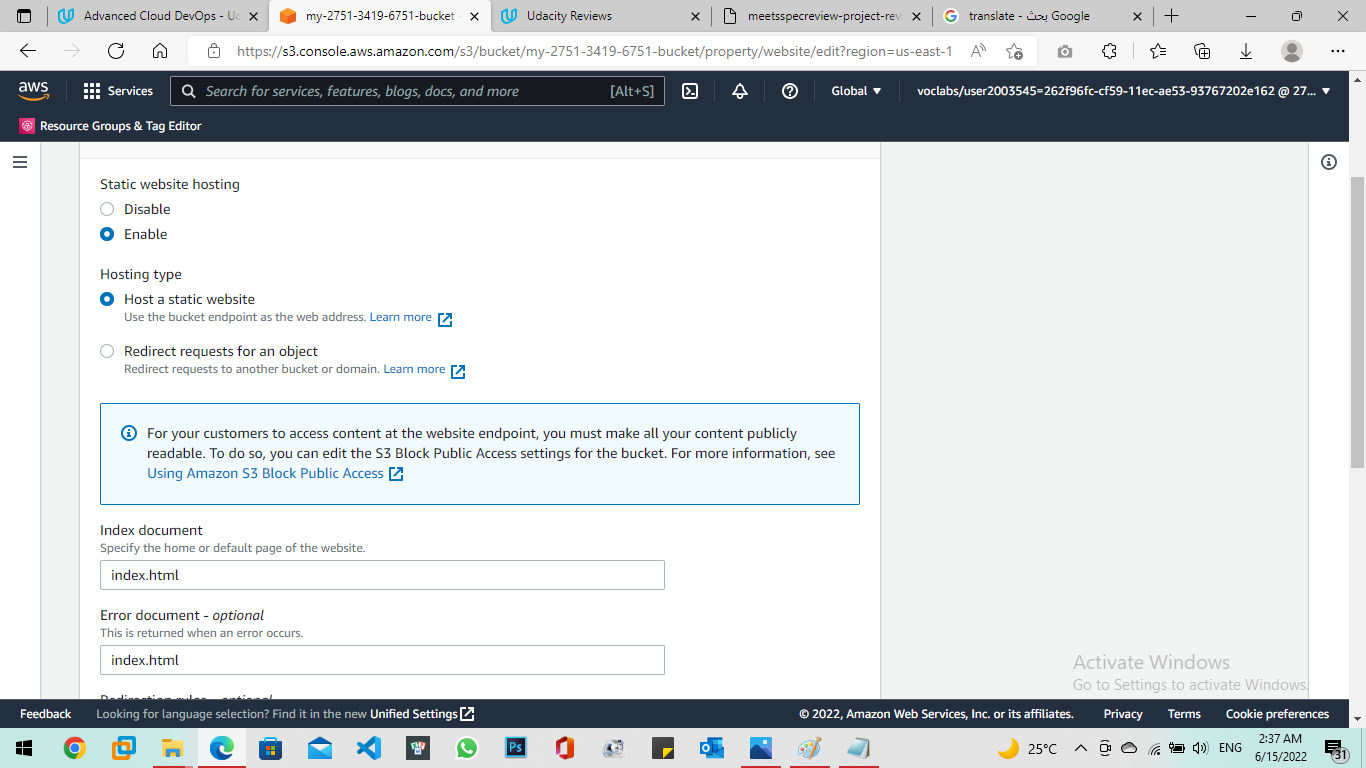 Advanced Cloud DevOps - Uc
my-2751-3419-6751-bucket -
Udacity Reviews
meetsspecreview-project-revi
translate - بحث Google
https://s3.console.aws.amazon.com/s3/bucket/my-2751-3419-6751-bucket/property/website/edit?region=us-east-1
aws
Services
Search for services, features, blogs, docs, and more
[Alt+S]
Global
voclabs/user2003545=262f96fc-cf59-11ec-ae53-93767202e162 @ 27...
Resource Groups & Tag Editor
Static website hosting
Disable
Enable
Hosting type
Host a static website
Use the bucket endpoint as the web address. Learn more
Redirect requests for an object
Redirect requests to another bucket or domain. Learn more
For your customers to access content at the website endpoint, you must make all your content publicly
readable. To do so, you can edit the S3 Block Public Access settings for the bucket. For more information, see
Using Amazon S3 Block Public Access
Index document
Specify the home or default page of the website.
index.html
Error document - optional
This is returned when an error occurs.
index.html
Redirection rules - optional
Activate Windows
Go to Settings to activate Windows.
Feedback
Looking for language selection? Find it in the new Unified Settings
© 2022, Amazon Web Services, Inc. or its affiliates.
Privacy
Terms
Cookie preferences
Ps
25°C
ENG
2:37 AM
6/15/2022
31